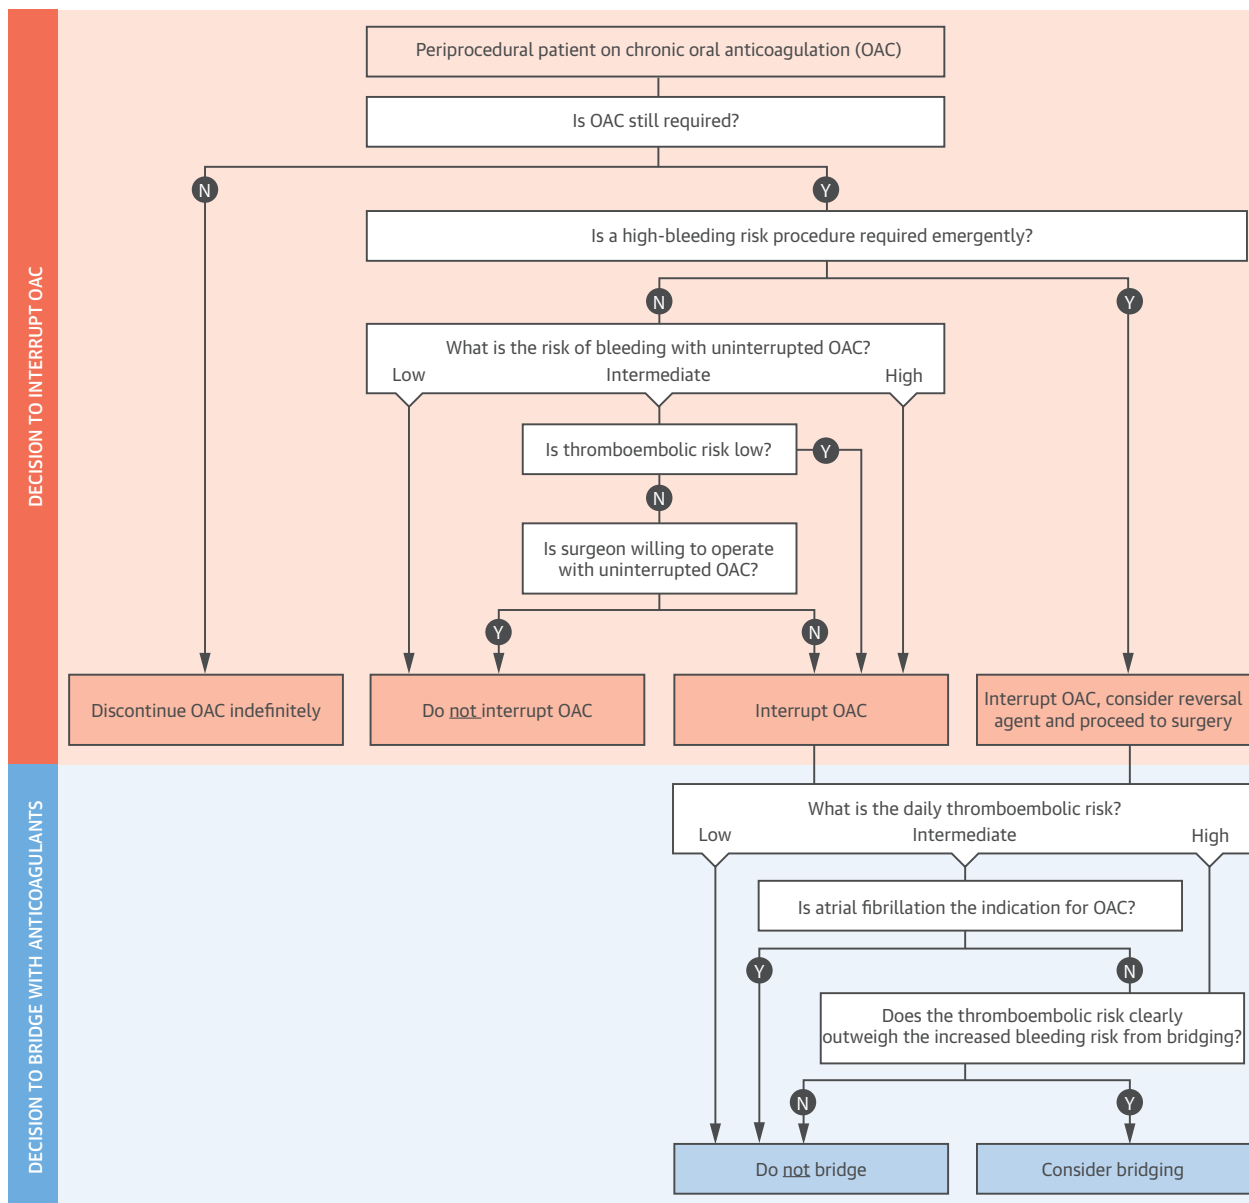 Periprocedural patient on chronic oral anticoagulation (OAC)
Is OAC still required?
N
Y
Is a high-bleeding risk procedure required emergently?
N
Y
What is the risk of bleeding with uninterrupted OAC?
Low
Intermediate
High
Is thromboembolic risk low?
Y
N
Is surgeon willing to operate
with uninterrupted OAC?
Y
N
Discontinue OAC indefinitely
Do not interrupt OAC
Interrupt OAC
Interrupt OAC, consider reversal
agent and proceed to surgery
DECISION TO INTERRUPT OAC
What is the daily thromboembolic risk?
Low
Intermediate
High
Is atrial fibrillation the indication for OAC?
Y
N
Does the thromboembolic risk clearly
outweigh the increased bleeding risk from bridging?
N
Y
Do not bridge
Consider bridging
DECISION TO BRIDGE WITH ANTICOAGULANTS